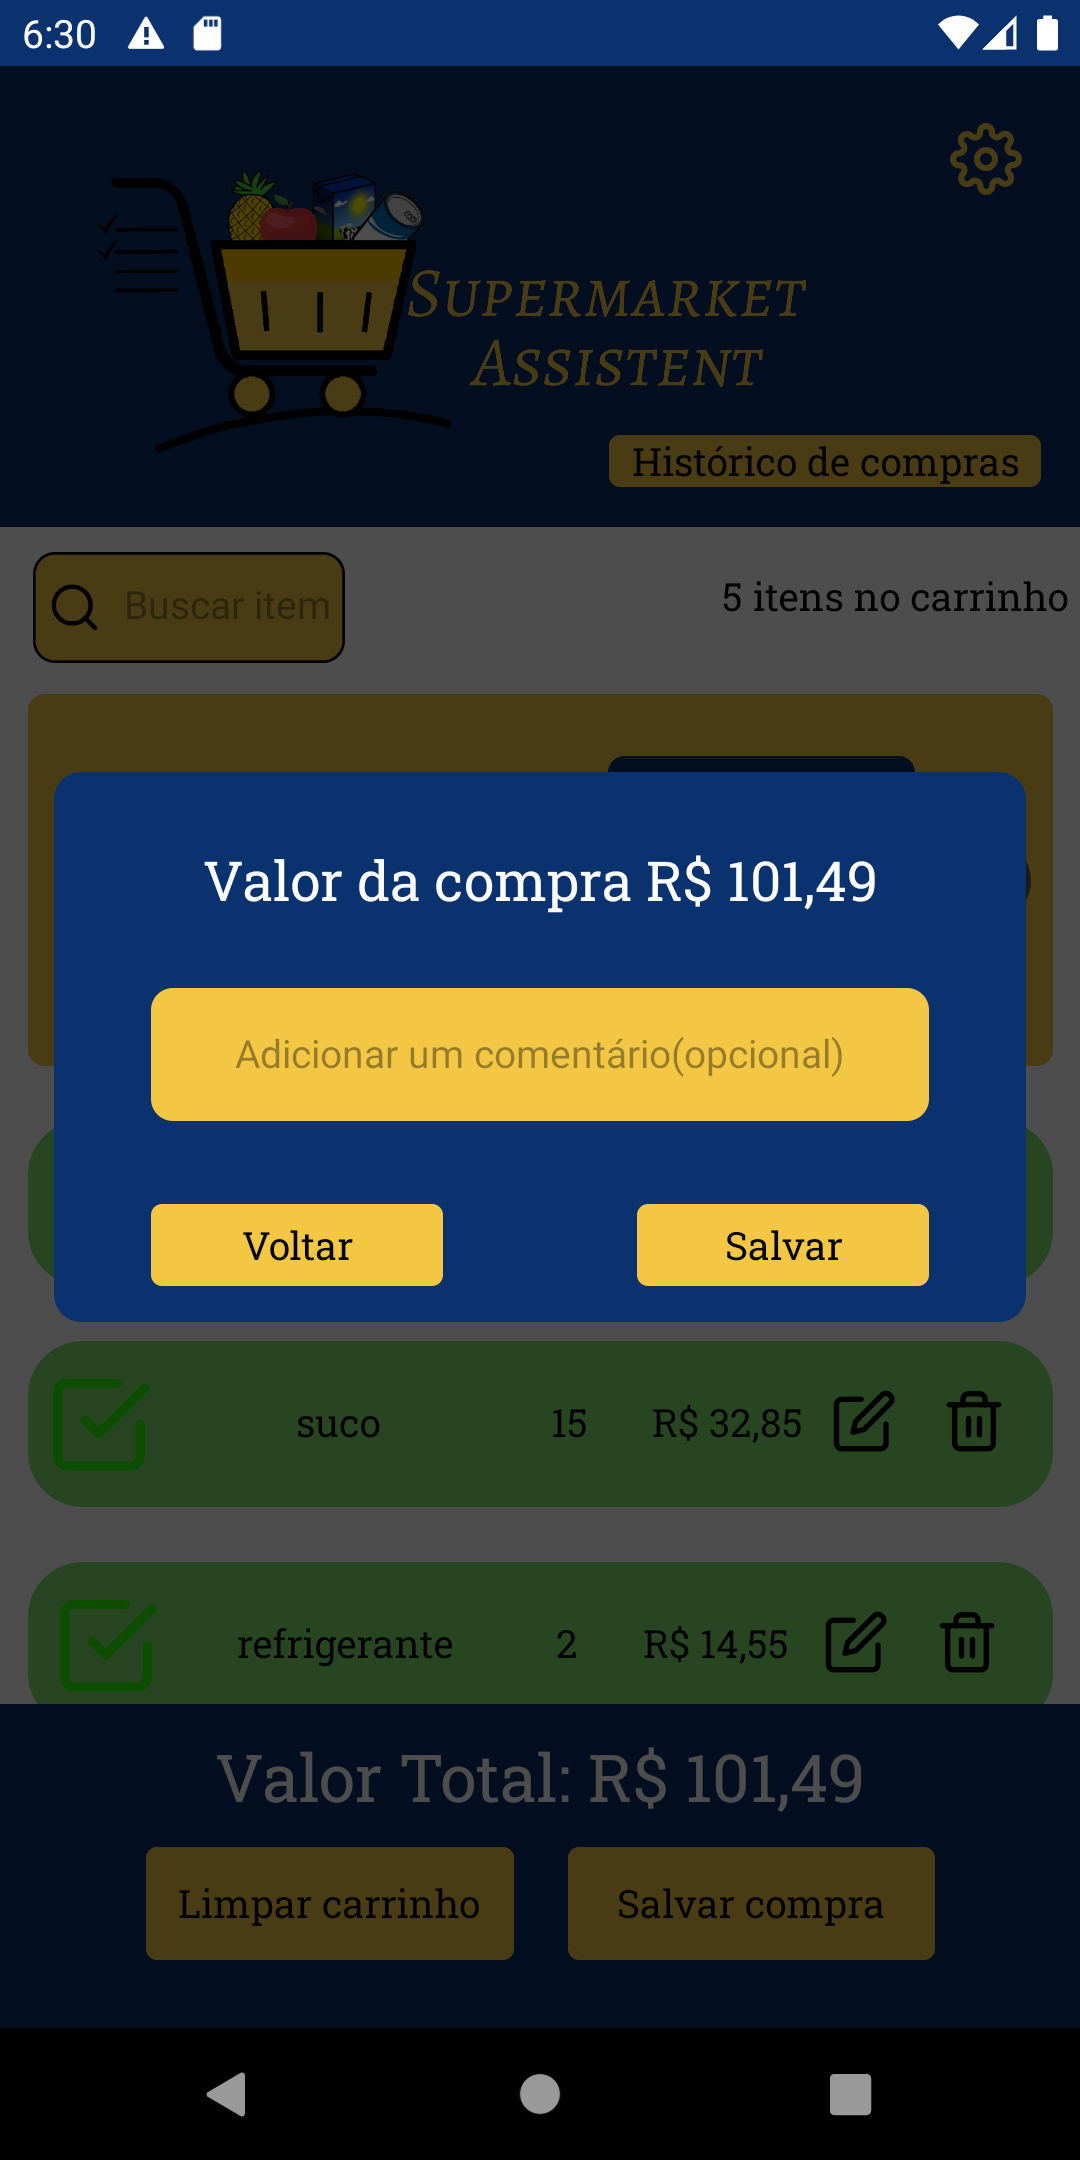 6:30
Supermarket
Assistent
Histórico de compras
Buscar item
5 itens no carrinho
Valor da compra R$ 101,49
Adicionar um comentário(opcional)
Voltar
Salvar
suco 15 R$ 32,85
refrigerante 2 R$ 14,55
Valor Total: R$ 101,49
Limpar carrinho
Salvar compra